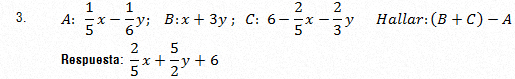 3. A: 1/5 x − 1/6 y; B: x + 3y ; C: 6 − 2/5 x − 2/3 y Hallar: (B + C) − A
Respuesta: 2/5 x + 5/2 y + 6